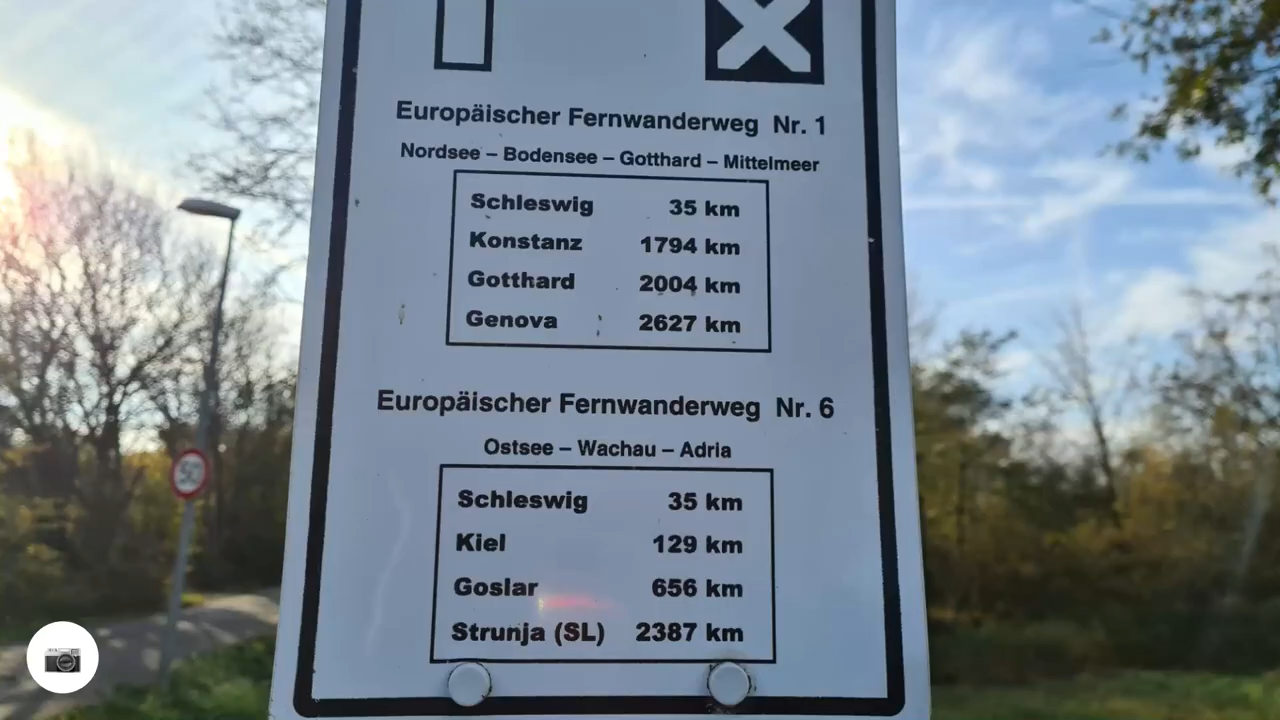 Europäischer Fernwanderweg Nr. 1
Nordsee – Bodensee – Gotthard – Mittelmeer
Schleswig 35 km
Konstanz 1794 km
Gotthard 2004 km
Genova 2627 km
Europäischer Fernwanderweg Nr. 6
Ostsee – Wachau – Adria
Schleswig 35 km
Kiel 129 km
Goslar 656 km
Strunja (SL) 2387 km
50